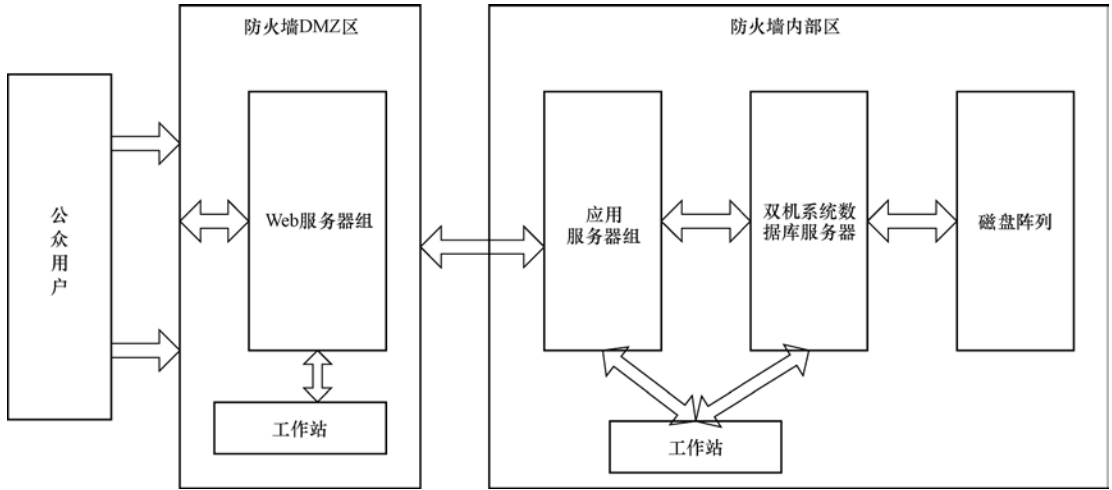 防火墙DMZ区
防火墙内部区
公
众
用
户
Web服务器组
应用
服务器组
双机系统数
据库服务器
磁盘阵列
工作站
工作站